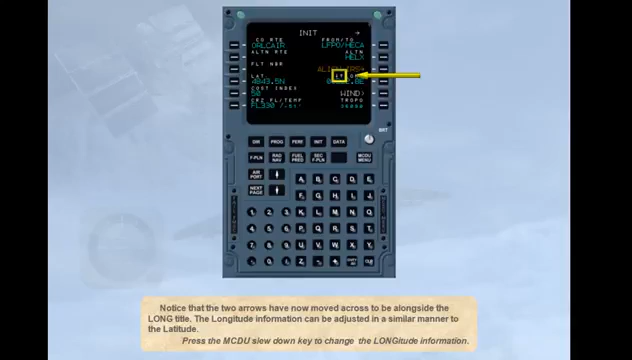 INIT →
CO RTE FROM/TO
ORLCAIR LFPO/HECA
ALTN RTE ALTN
HELX
FLT NBR
LAT
4843.5N
COST INDEX
50 WIND⟩
CRZ FL/TEMP TROPO
FL330
DIR PROG PERF INIT DATA
BRT
F-PLN RAD NAV FUEL PRED SEC F-PLN MCDU MENU
AIR PORT
NEXT PAGE
A B C D E
F G H I J
1 2 3 K L M N O
4 5 6 P Q R S T
7 8 9 U V W X Y
. 0 Z CLR
Notice that the two arrows have now moved across to be alongside the
LONG title. The Longitude information can be adjusted in a similar manner to
the Latitude.
Press the MCDU slew down key to change the LONGitude information.